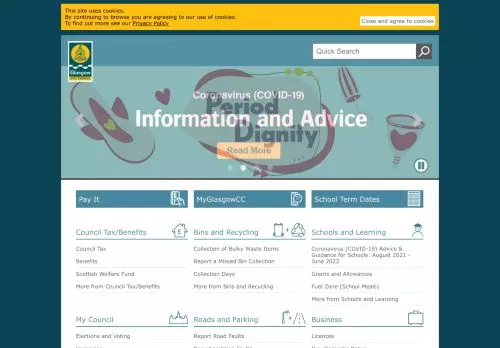 This site uses cookies.
By continuing to browse you are agreeing to our use of cookies.
To find out more see our Privacy Policy
Close and agree to cookies
Glasgow
Quick Search
Coronavirus (COVID-19)
Period Dignity
Information and Advice
Read More
Pay It
MyGlasgowCC
School Term Dates
Council Tax/Benefits
Council Tax
Benefits
Scottish Welfare Fund
More from Council Tax/Benefits
Bins and Recycling
Collection of Bulky Waste Items
Report a Missed Bin Collection
Collection Days
More from Bins and Recycling
Schools and Learning
Coronavirus (COVID-19) Advice &
Guidance for Schools: August 2021 -
June 2022
Grants and Allowances
Fuel Zone (School Meals)
More from Schools and Learning
My Council
Elections and Voting
Roads and Parking
Report Road Faults
Business
Licences